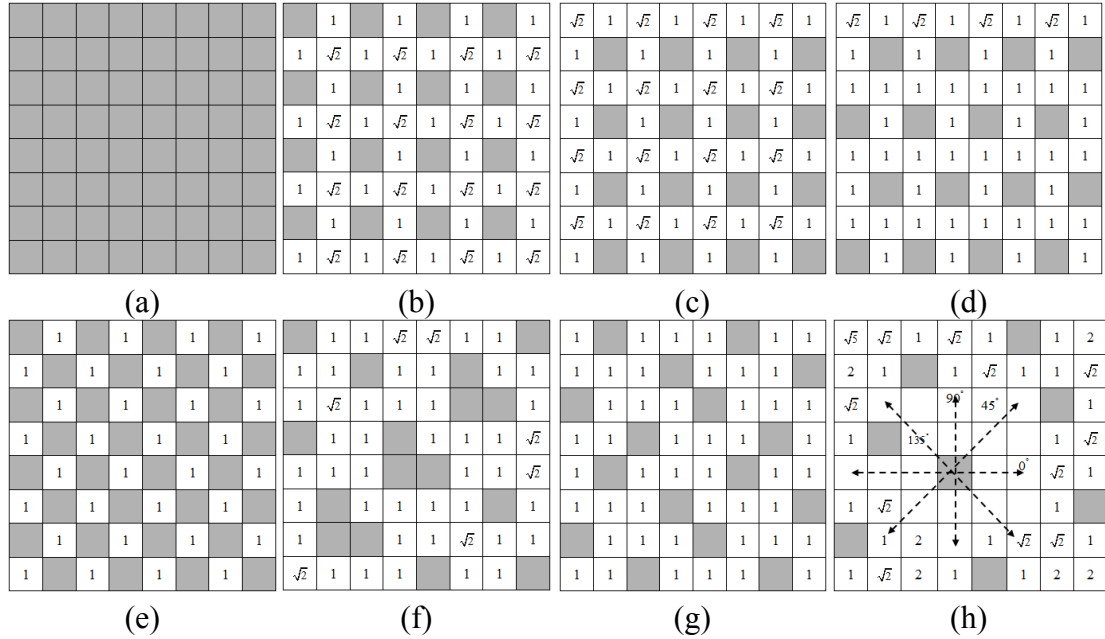 (a)
1 1 1 1
1 √2 1 √2 1 √2 1 √2
1 1 1 1
1 √2 1 √2 1 √2 1 √2
1 1 1 1
1 √2 1 √2 1 √2 1 √2
1 1 1 1
1 √2 1 √2 1 √2 1 √2
(b)
√2 1 √2 1 √2 1 √2 1
1 1 1 1
√2 1 √2 1 √2 1 √2 1
1 1 1 1
√2 1 √2 1 √2 1 √2 1
1 1 1 1
√2 1 √2 1 √2 1 √2 1
1 1 1 1
(c)
√2 1 √2 1 √2 1 √2 1
1 1 1 1
1 1 1 1 1 1 1 1
1 1 1 1
1 1 1 1 1 1 1 1
1 1 1 1
1 1 1 1 1 1 1 1
1 1 1 1
(d)
1 1 1 1
1 1 1 1
1 1 1 1
1 1 1 1
1 1 1 1
1 1 1 1
1 1 1 1
1 1 1 1
(e)
1 1 √2 √2 1 1
1 1 1 1 1 1
1 √2 1 1 1 1
1 1 1 1 1 √2
1 1 1 1 1 √2
1 1 1 1 1 1
1 1 1 √2 1 1
√2 1 1 1 1 1
(f)
1 1 1 1 1 1
1 1 1 1 1
1 1 1 1 1 1
1 1 1 1 1 1
1 1 1 1 1 1
1 1 1 1 1 1
1 1 1 1 1 1
1 1 1 1 1 1
(g)
√5 √2 1 √2 1 1 2
2 1 1 √2 1 1 √2
√2 90° 45° 1
1 135° 1 √2
0° √2 1
1 √2 1
1 2 1 √2 √2 1
1 √2 2 1 1 2 2
(h)